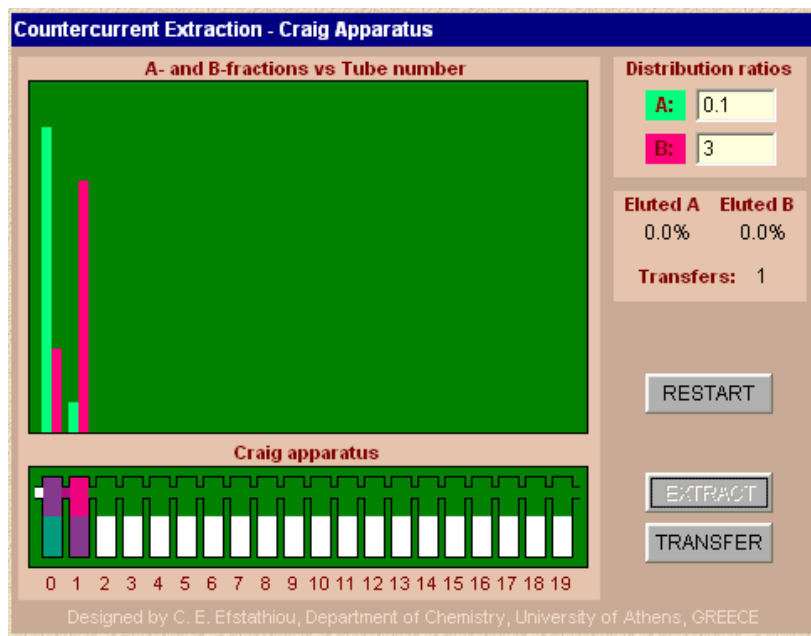 Countercurrent Extraction - Craig Apparatus
A- and B-fractions vs Tube number
Distribution ratios
A: 0.1
B: 3
Eluted A Eluted B
0.0% 0.0%
Transfers: 1
RESTART
Craig apparatus
EXTRACT
TRANSFER
0 1 2 3 4 5 6 7 8 9 10 11 12 13 14 15 16 17 18 19
Designed by C. E. Efstathiou, Department of Chemistry, University of Athens, GREECE